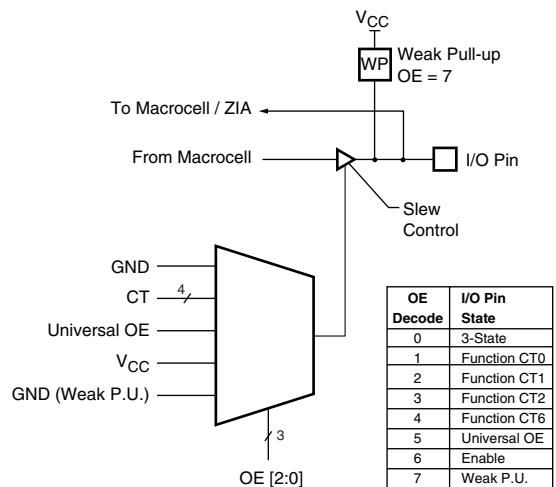 VCC
WP
Weak Pull-up
OE = 7
To Macrocell / ZIA
From Macrocell
I/O Pin
Slew
Control
GND
4
CT
Universal OE
VCC
GND (Weak P.U.)
3
OE [2:0]
OE Decode I/O Pin State
0 3-State
1 Function CT0
2 Function CT1
3 Function CT2
4 Function CT6
5 Universal OE
6 Enable
7 Weak P.U.